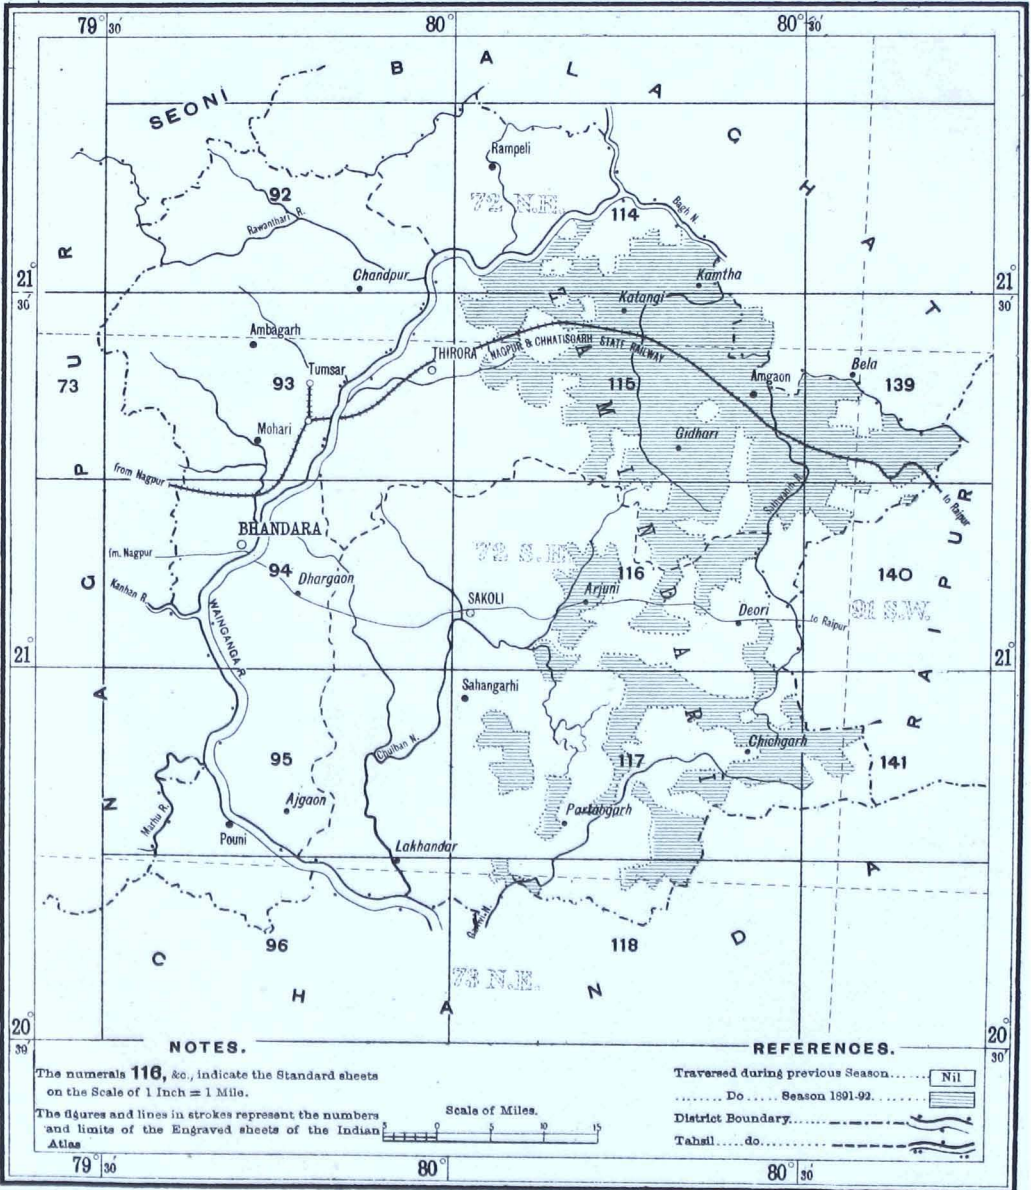 79° 30'
80°
80° 30'
SEONI
BALAGHAT
Rampeli
92
72 N.E.
114
Bagh N.
Rawanthari R.
Chandpur
Kamtha
21° 30'
21° 30'
Katangi
Ambagarh
THIRORA
NAGPUR & CHHATISGARH STATE RAILWAY
73
93
Tumsar
115
Amgaon
Bela
139
Mohari
Gidhari
from Nagpur
to Raipur
BHANDARA
fm. Nagpur
72 S.E.
94
Dhargaon
116
140
Kanhan R.
SAKOLI
Arjuni
Deori
91 S.W.
to Raipur
WAINGANGA R.
ZAMINDARI
NAGPUR
RAIPUR
21°
21°
Sahangarhi
Chulban N.
Chichgarh
95
117
141
Ajgaon
Partabgarh
Pouni
Lakhandar
96
118
73 N.E.
CHANDA
20° 30'
20° 30'
NOTES.
The numerals 116, &c., indicate the Standard sheets
on the Scale of 1 Inch = 1 Mile.
The figures and lines in strokes represent the numbers
and limits of the Engraved sheets of the Indian
Atlas
Scale of Miles.
5 0 5 10 15
REFERENCES.
Traversed during previous Season...... Nil
........ Do ..... Season 1891-92.
District Boundary
Tahsil.....do.
79° 30'
80°
80° 30'